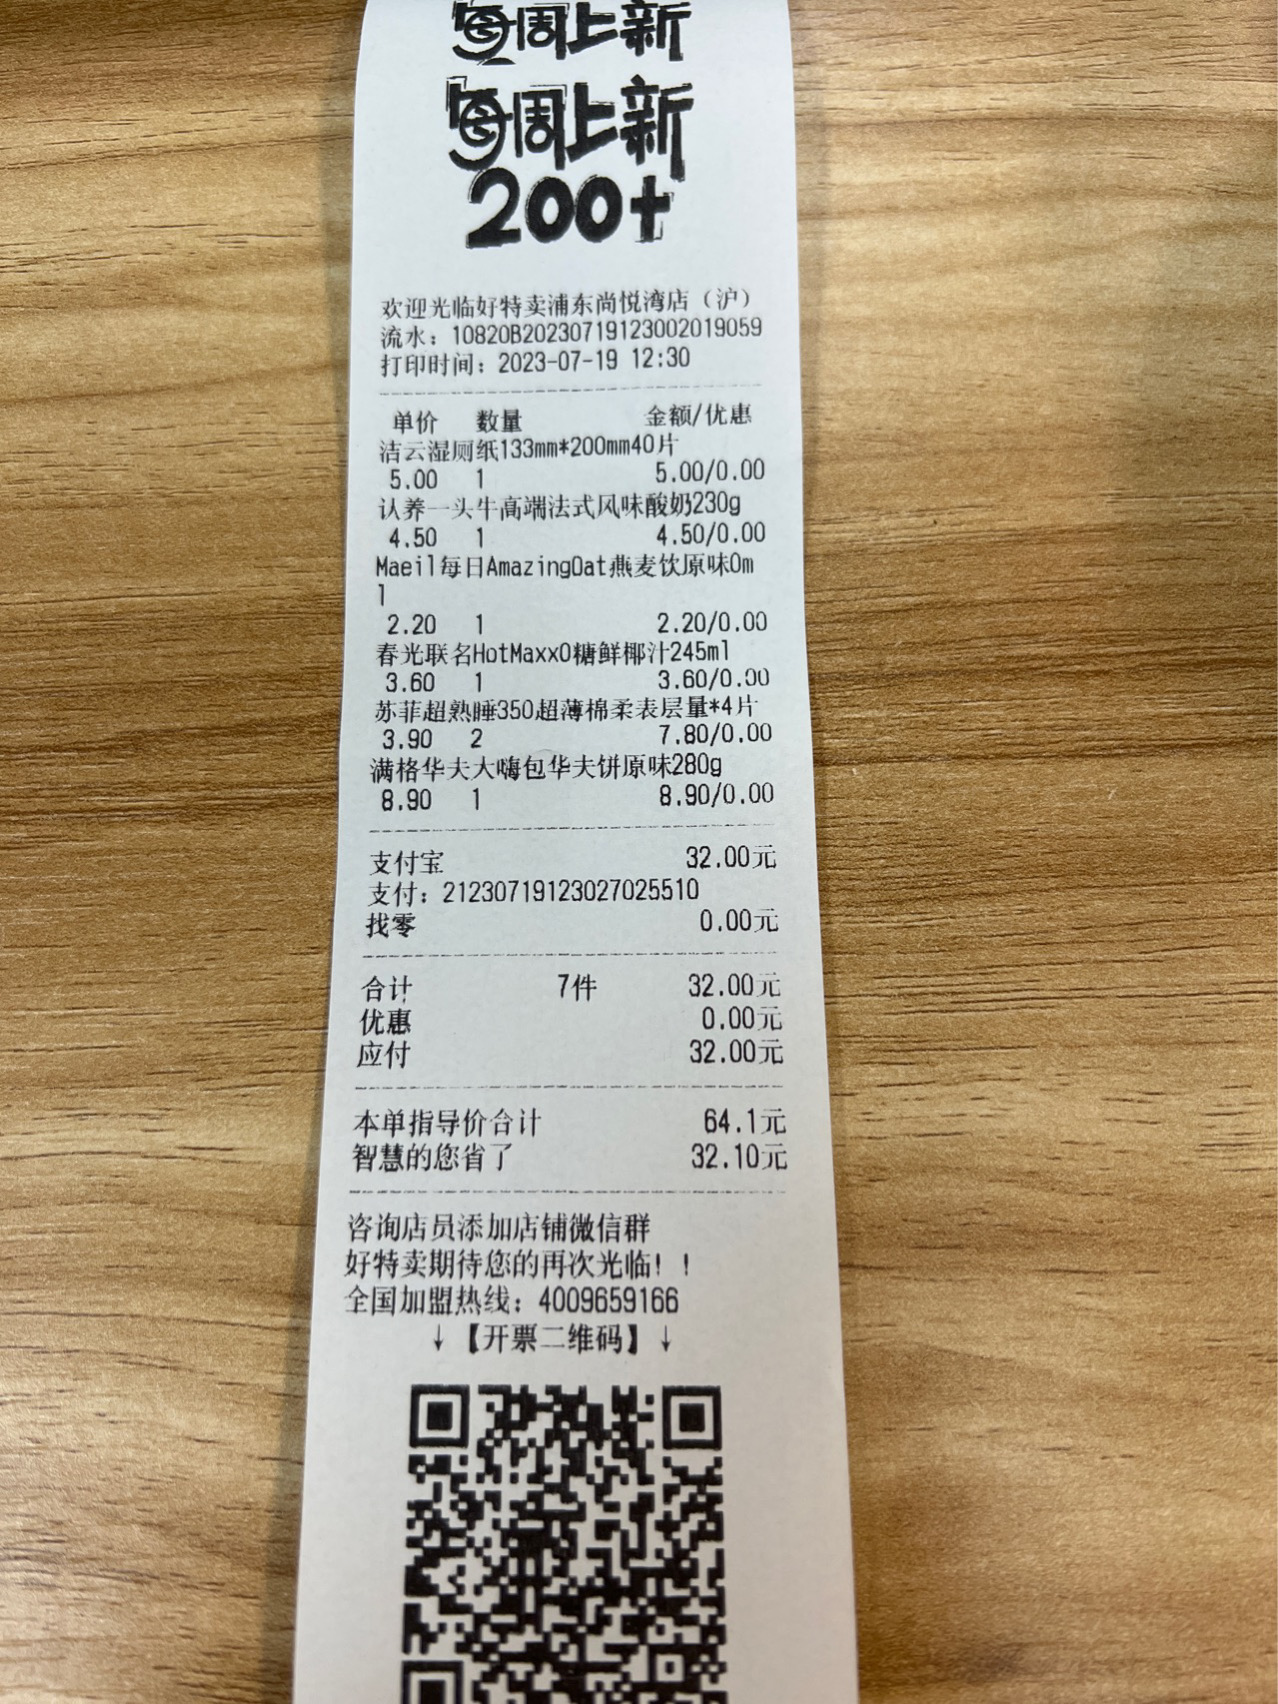 每周上新
每周上新
200+
欢迎光临好特卖浦东尚悦湾店（沪）
流水：10820B20230719123002019059
打印时间：2023-07-19 12:30
单价 数量 金额/优惠
洁云湿厕纸133mm*200mm40片
5.00 1 5.00/0.00
认养一头牛高端法式风味酸奶230g
4.50 1 4.50/0.00
Maeil每日AmazingOat燕麦饮原味0m
l
2.20 1 2.20/0.00
春光联名HotMaxx0糖鲜椰汁245ml
3.60 1 3.60/0.00
苏菲超熟睡350超薄棉柔表层量*4片
3.90 2 7.80/0.00
满格华夫大嗨包华夫饼原味280g
8.90 1 8.90/0.00
支付宝 32.00元
支付：21230719123027025510
找零 0.00元
合计 7件 32.00元
优惠 0.00元
应付 32.00元
本单指导价合计 64.1元
智慧的您省了 32.10元
咨询店员添加店铺微信群
好特卖期待您的再次光临！！
全国加盟热线：4009659166
↓【开票二维码】↓